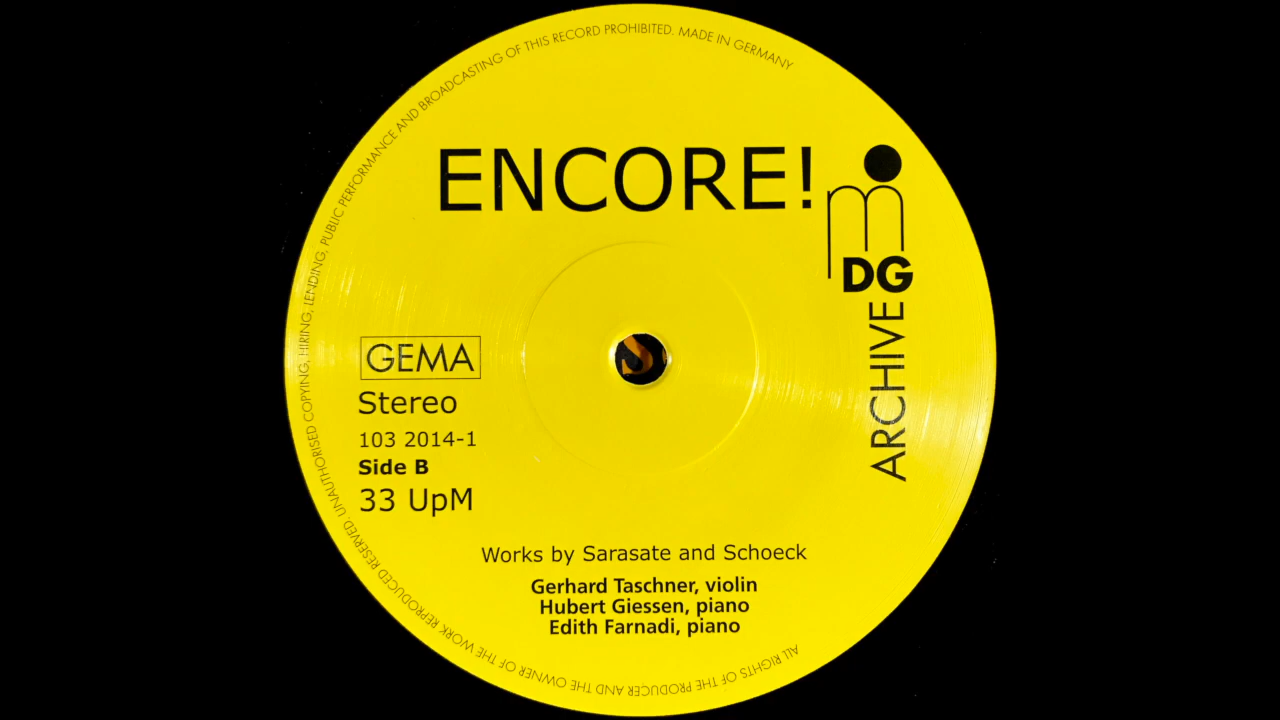 ENCORE!
m
DG
ARCHIVE
GEMA
Stereo
103 2014-1
Side B
33 UpM
Works by Sarasate and Schoeck
Gerhard Taschner, violin
Hubert Giessen, piano
Edith Farnadi, piano
ALL RIGHTS OF THE PRODUCER AND THE OWNER OF THE WORK REPRODUCED RESERVED. UNAUTHORISED COPYING, HIRING, LENDING, PUBLIC PERFORMANCE AND BROADCASTING OF THIS RECORD PROHIBITED. MADE IN GERMANY